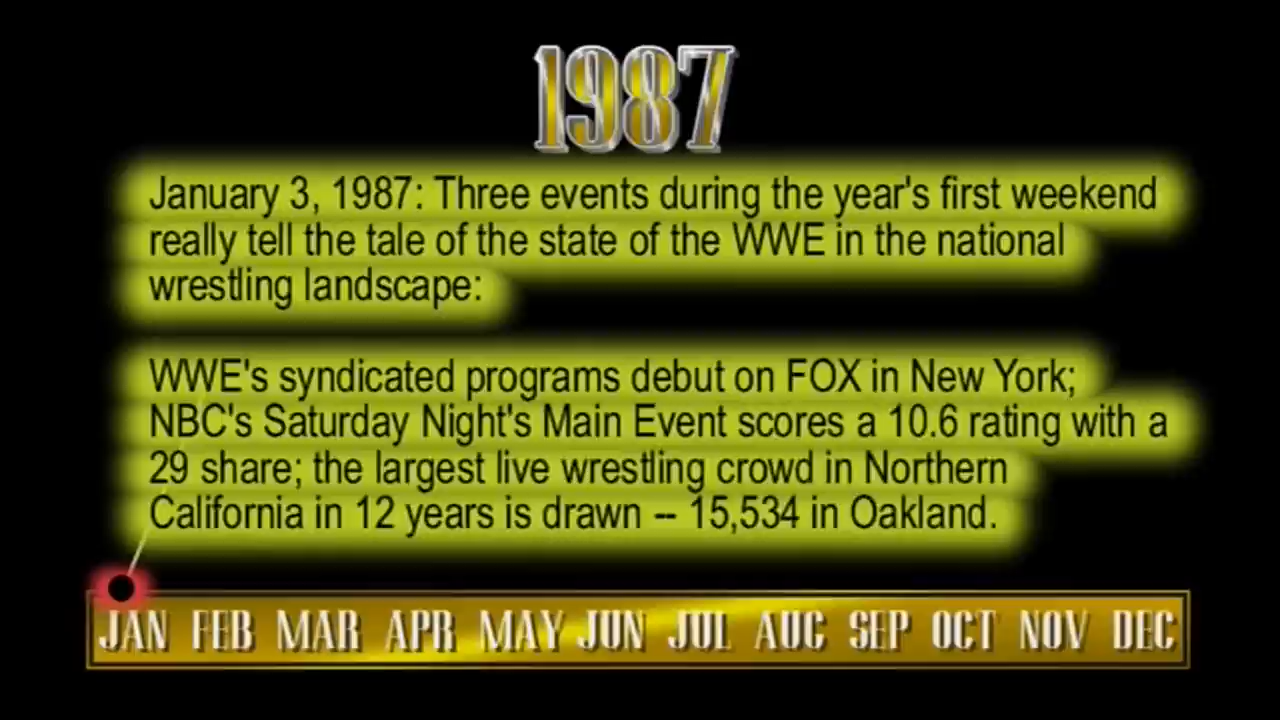 1987
January 3, 1987: Three events during the year's first weekend
really tell the tale of the state of the WWE in the national
wrestling landscape:
WWE's syndicated programs debut on FOX in New York;
NBC's Saturday Night's Main Event scores a 10.6 rating with a
29 share; the largest live wrestling crowd in Northern
California in 12 years is drawn -- 15,534 in Oakland.
JAN FEB MAR APR MAY JUN JUL AUG SEP OCT NOV DEC